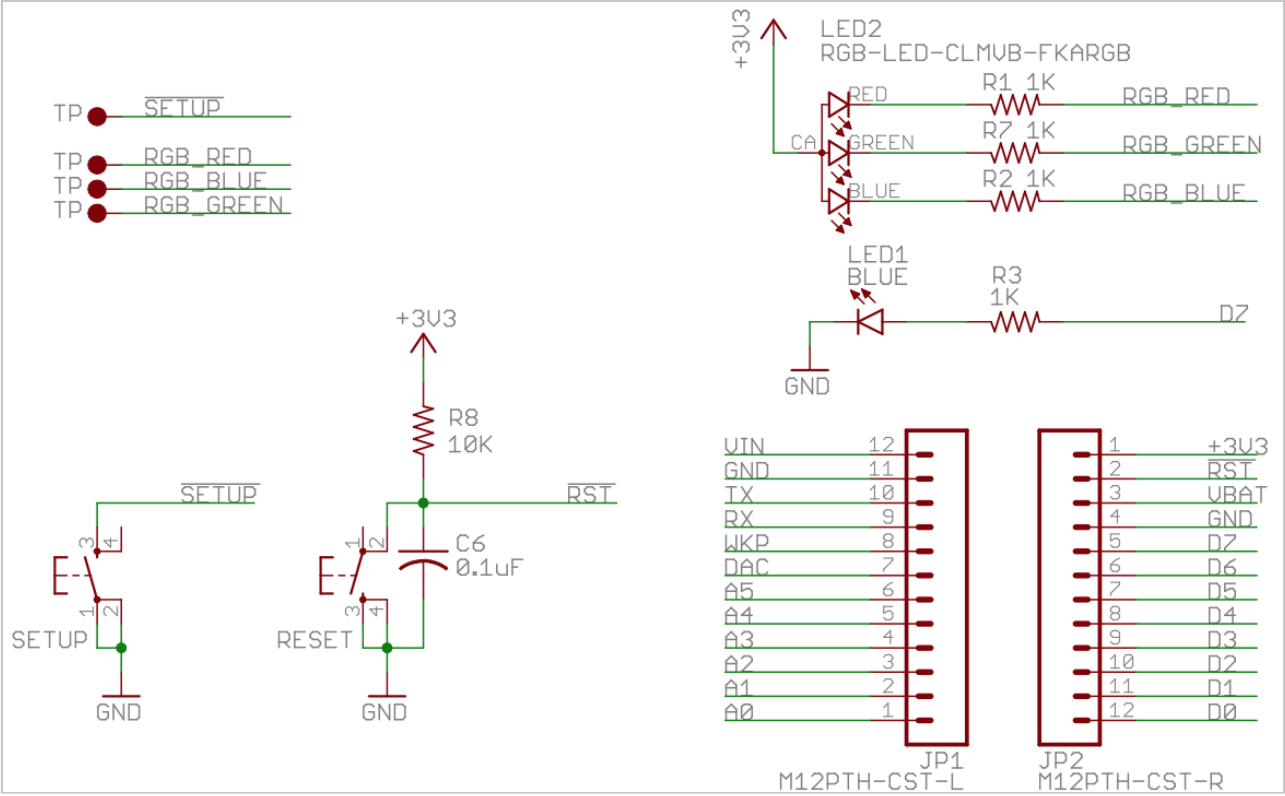 +3V3
LED2
RGB-LED-CLMVB-FKARGB
RED
R1 1K
RGB_RED
CA
GREEN
R7 1K
RGB_GREEN
BLUE
R2 1K
RGB_BLUE
TP
SETUP
TP
RGB_RED
TP
RGB_BLUE
TP
RGB_GREEN
LED1
BLUE
R3
1K
D7
GND
+3V3
R8
10K
SETUP
3
4
1
2
SETUP
GND
RST
1
2
C6
0.1uF
3
4
RESET
GND
VIN 12
GND 11
TX 10
RX 9
WKP 8
DAC 7
A5 6
A4 5
A3 4
A2 3
A1 2
A0 1
JP1
M12PTH-CST-L
1 +3V3
2 RST
3 VBAT
4 GND
5 D7
6 D6
7 D5
8 D4
9 D3
10 D2
11 D1
12 D0
JP2
M12PTH-CST-R